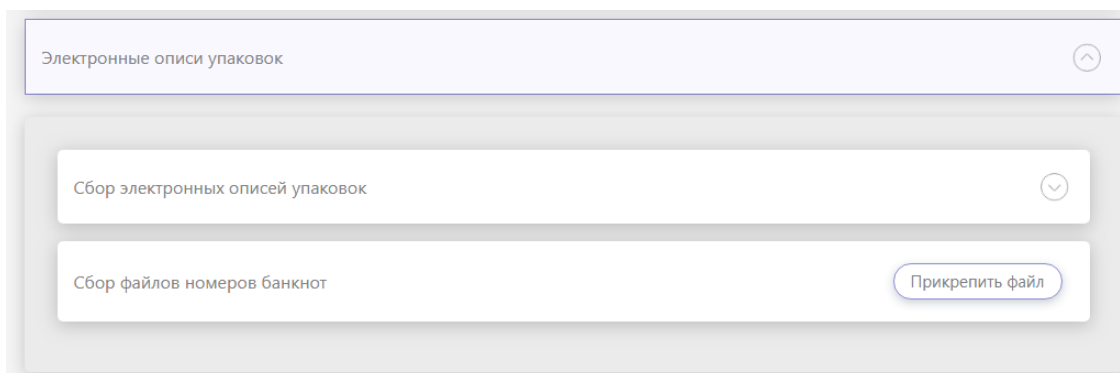 Электронные описи упаковок
Сбор электронных описей упаковок
Сбор файлов номеров банкнот
Прикрепить файл